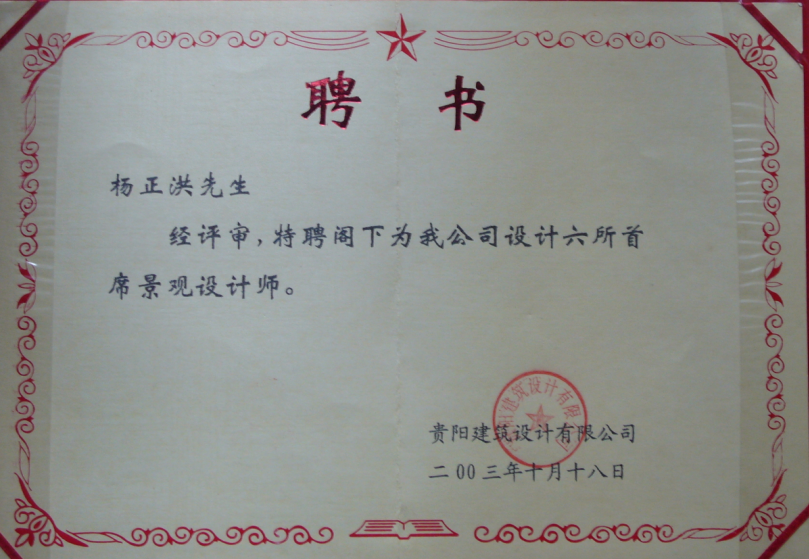 聘 书
杨正洪先生
经评审，特聘阁下为我公司设计六所首
席景观设计师。
贵阳建筑设计有限公司
二00三年十月十八日